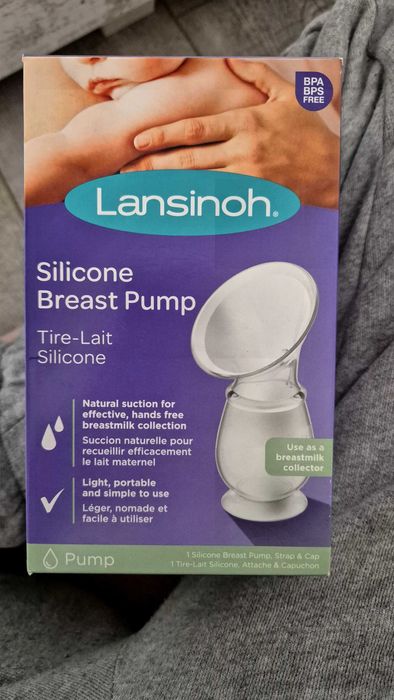 BPA
BPS
FREE
Lansinoh®
Silicone
Breast Pump
Tire-Lait
Silicone
Natural suction for
effective, hands free
breastmilk collection
Succion naturelle pour
recueillir efficacement
le lait maternel
Light, portable
and simple to use
Léger, nomade et
facile à utiliser
Use as a
breastmilk
collector
Pump
1 Silicone Breast Pump, Strap & Cap
1 Tire-Lait Silicone, Attache & Capuchon